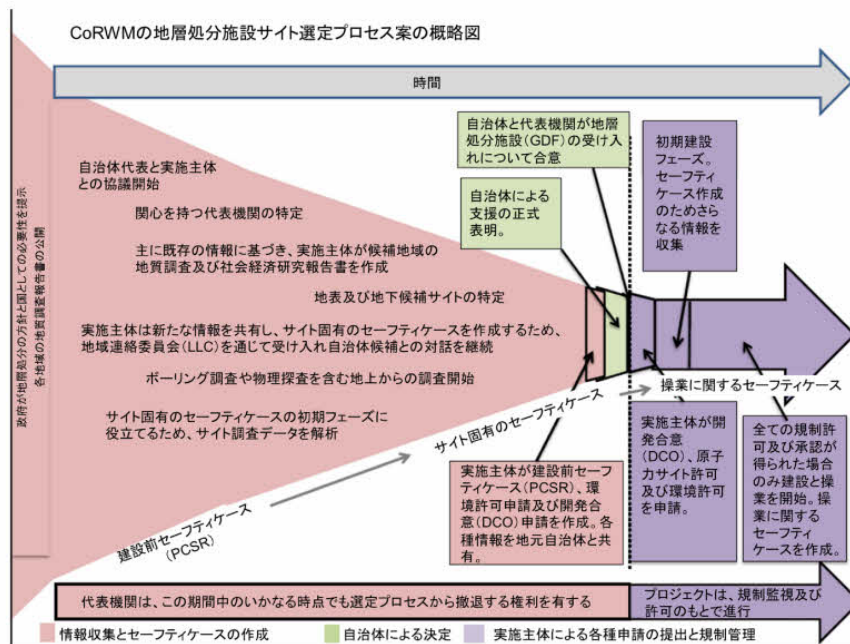 CoRWMの地層処分施設サイト選定プロセス案の概略図
時間
政府が地層処分の方針と国としての必要性を提示
各地域の地質調査報告書の公開
自治体代表と実施主体
との協議開始
関心を持つ代表機関の特定
主に既存の情報に基づき、実施主体が候補地域の
地質調査及び社会経済研究報告書を作成
地表及び地下候補サイトの特定
実施主体は新たな情報を共有し、サイト固有のセーフティケースを作成するため、
地域連絡委員会(LLC)を通じて受け入れ自治体候補との対話を継続
ボーリング調査や物理探査を含む地上からの調査開始
サイト固有のセーフティケースの初期フェーズに
役立てるため、サイト調査データを解析
自治体と代表機関が地層
処分施設(GDF)の受け入
れについて合意
自治体による
支援の正式
表明。
初期建設
フェーズ。
セーフティ
ケース作成
のためさら
なる情報を
収集
建設前セーフティケース
(PCSR)
サイト固有のセーフティケース
操業に関するセーフティケース
実施主体が建設前セーフ
ティケース(PCSR)、環
境許可申請及び開発合
意(DCO)申請を作成。各
種情報を地元自治体と共
有。
実施主体が開
発合意
(DCO)、原子
力サイト許可
及び環境許可
を申請。
全ての規制許
可及び承認が
得られた場合
のみ建設と操
業を開始。操
業に関する
セーフティ
ケースを作成。
代表機関は、この期間中のいかなる時点でも選定プロセスから撤退する権利を有する
プロジェクトは、規制監視及び
許可のもとで進行
情報収集とセーフティケースの作成
自治体による決定
実施主体による各種申請の提出と規制管理